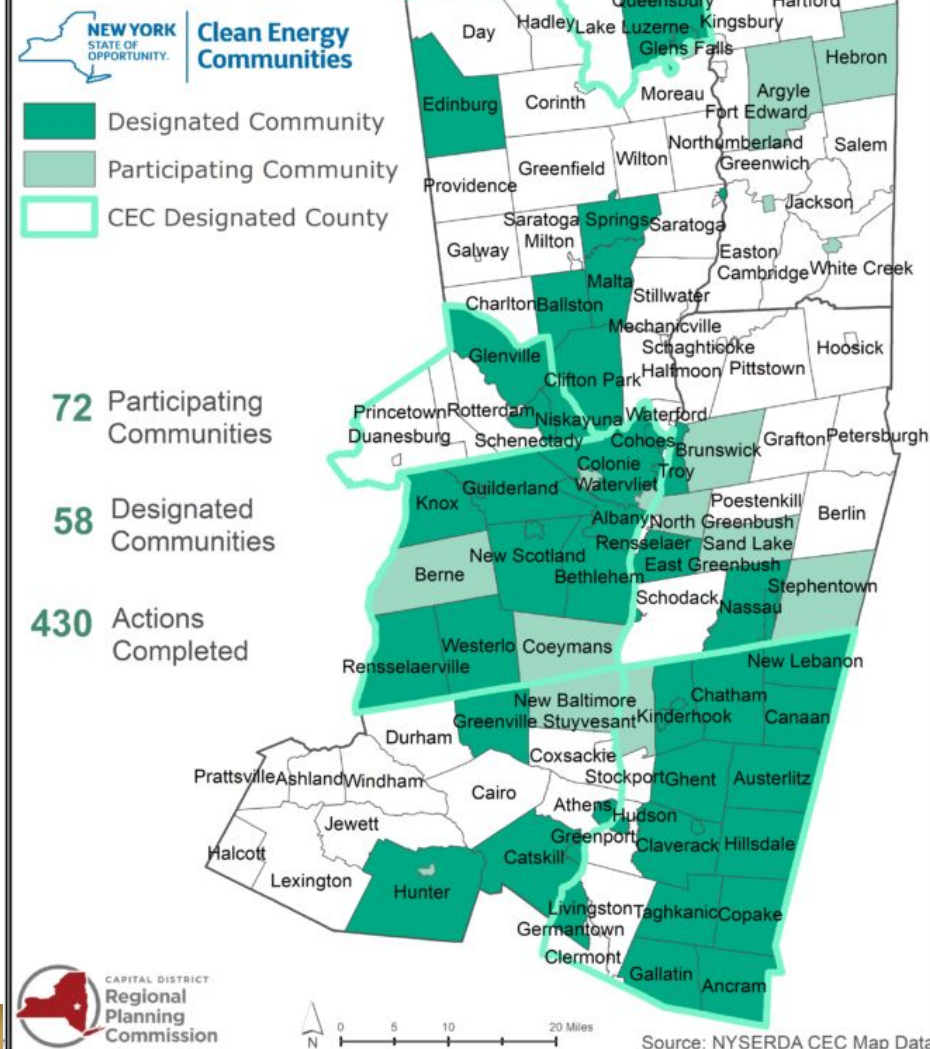 NEW YORK
STATE OF
OPPORTUNITY.
Clean Energy
Communities
Designated Community
Participating Community
CEC Designated County
72 Participating
Communities
58 Designated
Communities
430 Actions
Completed
Queensbury
Hartford
Day
Hadley
Lake Luzerne
Kingsbury
Glens Falls
Hebron
Edinburg
Corinth
Moreau
Argyle
Fort Edward
Northumberland
Salem
Greenfield
Wilton
Greenwich
Providence
Jackson
Saratoga Springs
Saratoga
Milton
Galway
Easton
Cambridge
White Creek
Malta
Stillwater
Charlton
Ballston
Mechanicville
Schaghticoke
Hoosick
Glenville
Halfmoon
Pittstown
Clifton Park
Princetown
Rotterdam
Niskayuna
Waterford
Duanesburg
Schenectady
Cohoes
Brunswick
Grafton
Petersburgh
Colonie
Troy
Watervliet
Guilderland
Knox
Poestenkill
Berlin
Albany
North Greenbush
New Scotland
Rensselaer
Sand Lake
East Greenbush
Berne
Bethlehem
Stephentown
Schodack
Nassau
Westerlo
Coeymans
Rensselaerville
New Lebanon
New Baltimore
Chatham
Greenville
Stuyvesant
Kinderhook
Canaan
Durham
Coxsackie
Prattsville
Ashland
Windham
Stockport
Ghent
Austerlitz
Cairo
Athens
Hudson
Jewett
Greenport
Claverack
Hillsdale
Halcott
Catskill
Lexington
Hunter
Livingston
Taghkanic
Copake
Germantown
Clermont
Gallatin
Ancram
CAPITAL DISTRICT
Regional
Planning
Commission
N
0 5 10 20 Miles
Source: NYSERDA CEC Map Data